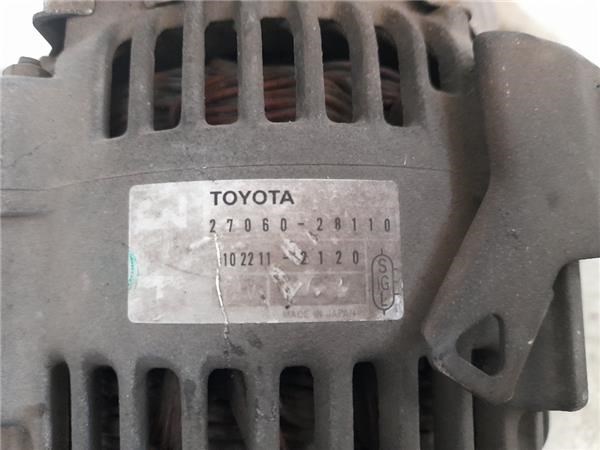 TOYOTA
27060-28110
102211-2120
MADE IN JAPAN
SGL